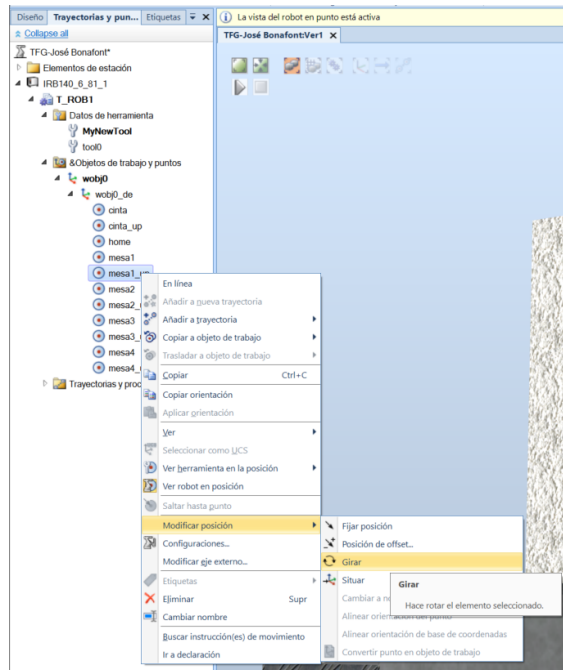 Diseño Trayectorias y pun... Etiquetas
La vista del robot en punto está activa
Collapse all
TFG-José Bonafont:Ver1
TFG-José Bonafont*
Elementos de estación
IRB140_6_81_1
T_ROB1
Datos de herramienta
MyNewTool
tool0
&Objetos de trabajo y puntos
wobj0
wobj0_de
cinta
cinta_up
home
mesa1
mesa1_up
mesa2
mesa2_
mesa3
mesa3_
mesa4
mesa4_
Trayectorias y proc
En línea
Añadir a nueva trayectoria
Añadir a trayectoria
Copiar a objeto de trabajo
Trasladar a objeto de trabajo
Copiar Ctrl+C
Copiar orientación
Aplicar orientación
Ver
Seleccionar como UCS
Ver herramienta en la posición
Ver robot en posición
Saltar hasta punto
Modificar posición
Configuraciones...
Modificar eje externo...
Etiquetas
Eliminar Supr
Cambiar nombre
Buscar instrucción(es) de movimiento
Ir a declaración
Fijar posición
Posición de offset...
Girar
Situar
Cambiar a n
Alinear orientación del punto
Alinear orientación de base de coordenadas
Convertir punto en objeto de trabajo
Girar
Hace rotar el elemento seleccionado.